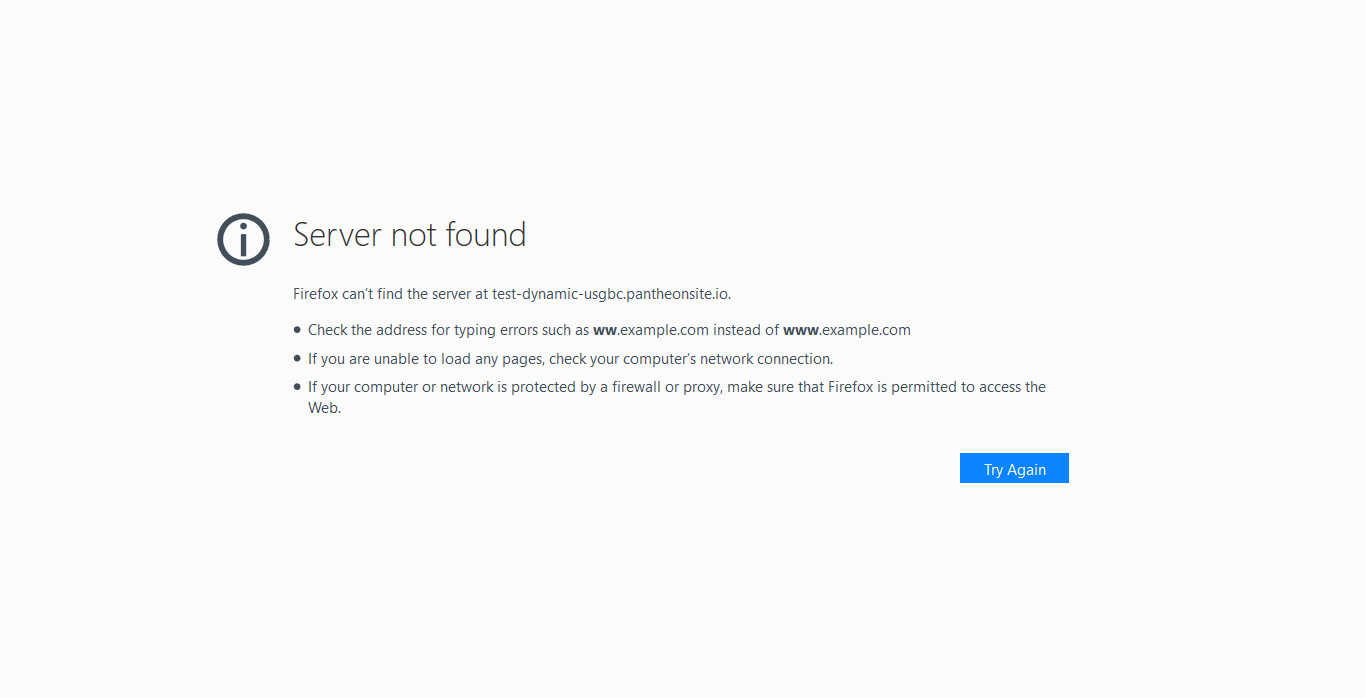 Server not found
Firefox can’t find the server at test-dynamic-usgbc.pantheonsite.io.
• Check the address for typing errors such as ww.example.com instead of www.example.com
• If you are unable to load any pages, check your computer’s network connection.
• If your computer or network is protected by a firewall or proxy, make sure that Firefox is permitted to access the
Web.
Try Again